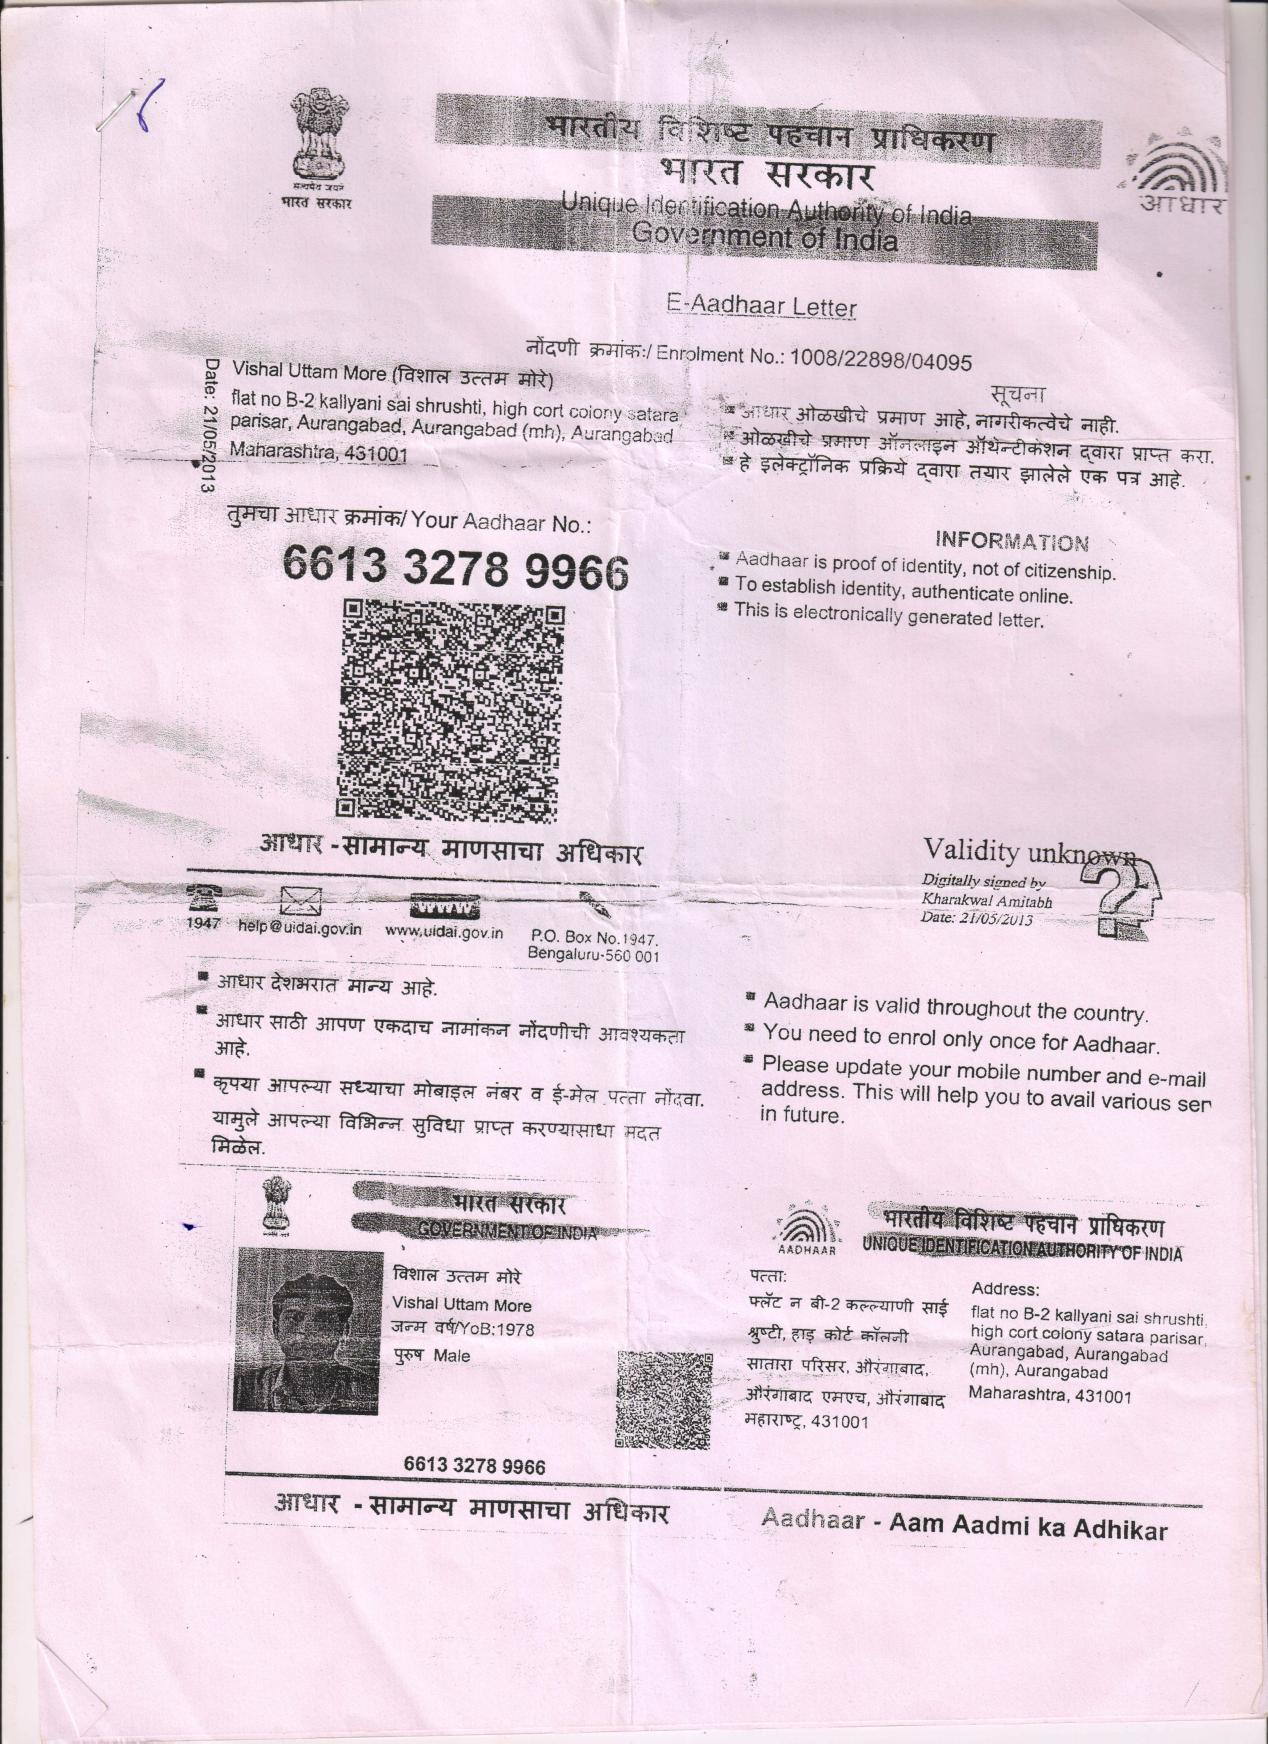 भारतीय विशिष्ट पहचान प्राधिकरण
भारत सरकार
Unique Identification Authority of India
Government of India
सत्यमेव जयते
भारत सरकार
आधार
E-Aadhaar Letter
नोंदणी क्रमांक:/ Enrolment No.: 1008/22898/04095
Date: 21/05/2013
Vishal Uttam More (विशाल उत्तम मोरे)
flat no B-2 kallyani sai shrushti, high cort colony satara
parisar, Aurangabad, Aurangabad (mh), Aurangabad
Maharashtra, 431001
सूचना
आधार ओळखीचे प्रमाण आहे, नागरीकत्वेचे नाही.
ओळखीचे प्रमाण ऑनलाइन ऑथेन्टीकेशन द्वारा प्राप्त करा.
हे इलेक्ट्रॉनिक प्रक्रिये द्वारा तयार झालेले एक पत्र आहे.
तुमचा आधार क्रमांक/ Your Aadhaar No.:
6613 3278 9966
INFORMATION
Aadhaar is proof of identity, not of citizenship.
To establish identity, authenticate online.
This is electronically generated letter.
आधार - सामान्य माणसाचा अधिकार
Validity unknown
Digitally signed by
Kharakwal Amitabh
Date: 21/05/2013
1947
help@uidai.gov.in
www
www.uidai.gov.in
P.O. Box No.1947,
Bengaluru-560 001
आधार देशभरात मान्य आहे.
आधार साठी आपण एकदाच नामांकन नोंदणीची आवश्यकता
आहे.
कृपया आपल्या सध्याचा मोबाइल नंबर व ई-मेल पत्ता नोंदवा.
यामुले आपल्या विभिन्न सुविधा प्राप्त करण्यासाधा मदत
मिळेल.
Aadhaar is valid throughout the country.
You need to enrol only once for Aadhaar.
Please update your mobile number and e-mail
address. This will help you to avail various ser
in future.
भारत सरकार
GOVERNMENT OF INDIA
विशाल उत्तम मोरे
Vishal Uttam More
जन्म वर्ष/YoB:1978
पुरुष Male
6613 3278 9966
आधार - सामान्य माणसाचा अधिकार
AADHAAR
भारतीय विशिष्ट पहचान प्राधिकरण
UNIQUE IDENTIFICATION AUTHORITY OF INDIA
पत्ता:
फ्लॅट न बी-2 कल्ल्याणी साई
श्रुष्टी, हाइ कोर्ट कॉलनी
सातारा परिसर, औरंगाबाद,
औरंगाबाद एमएच, औरंगाबाद
महाराष्ट्र, 431001
Address:
flat no B-2 kallyani sai shrushti,
high cort colony satara parisar,
Aurangabad, Aurangabad
(mh), Aurangabad
Maharashtra, 431001
Aadhaar - Aam Aadmi ka Adhikar